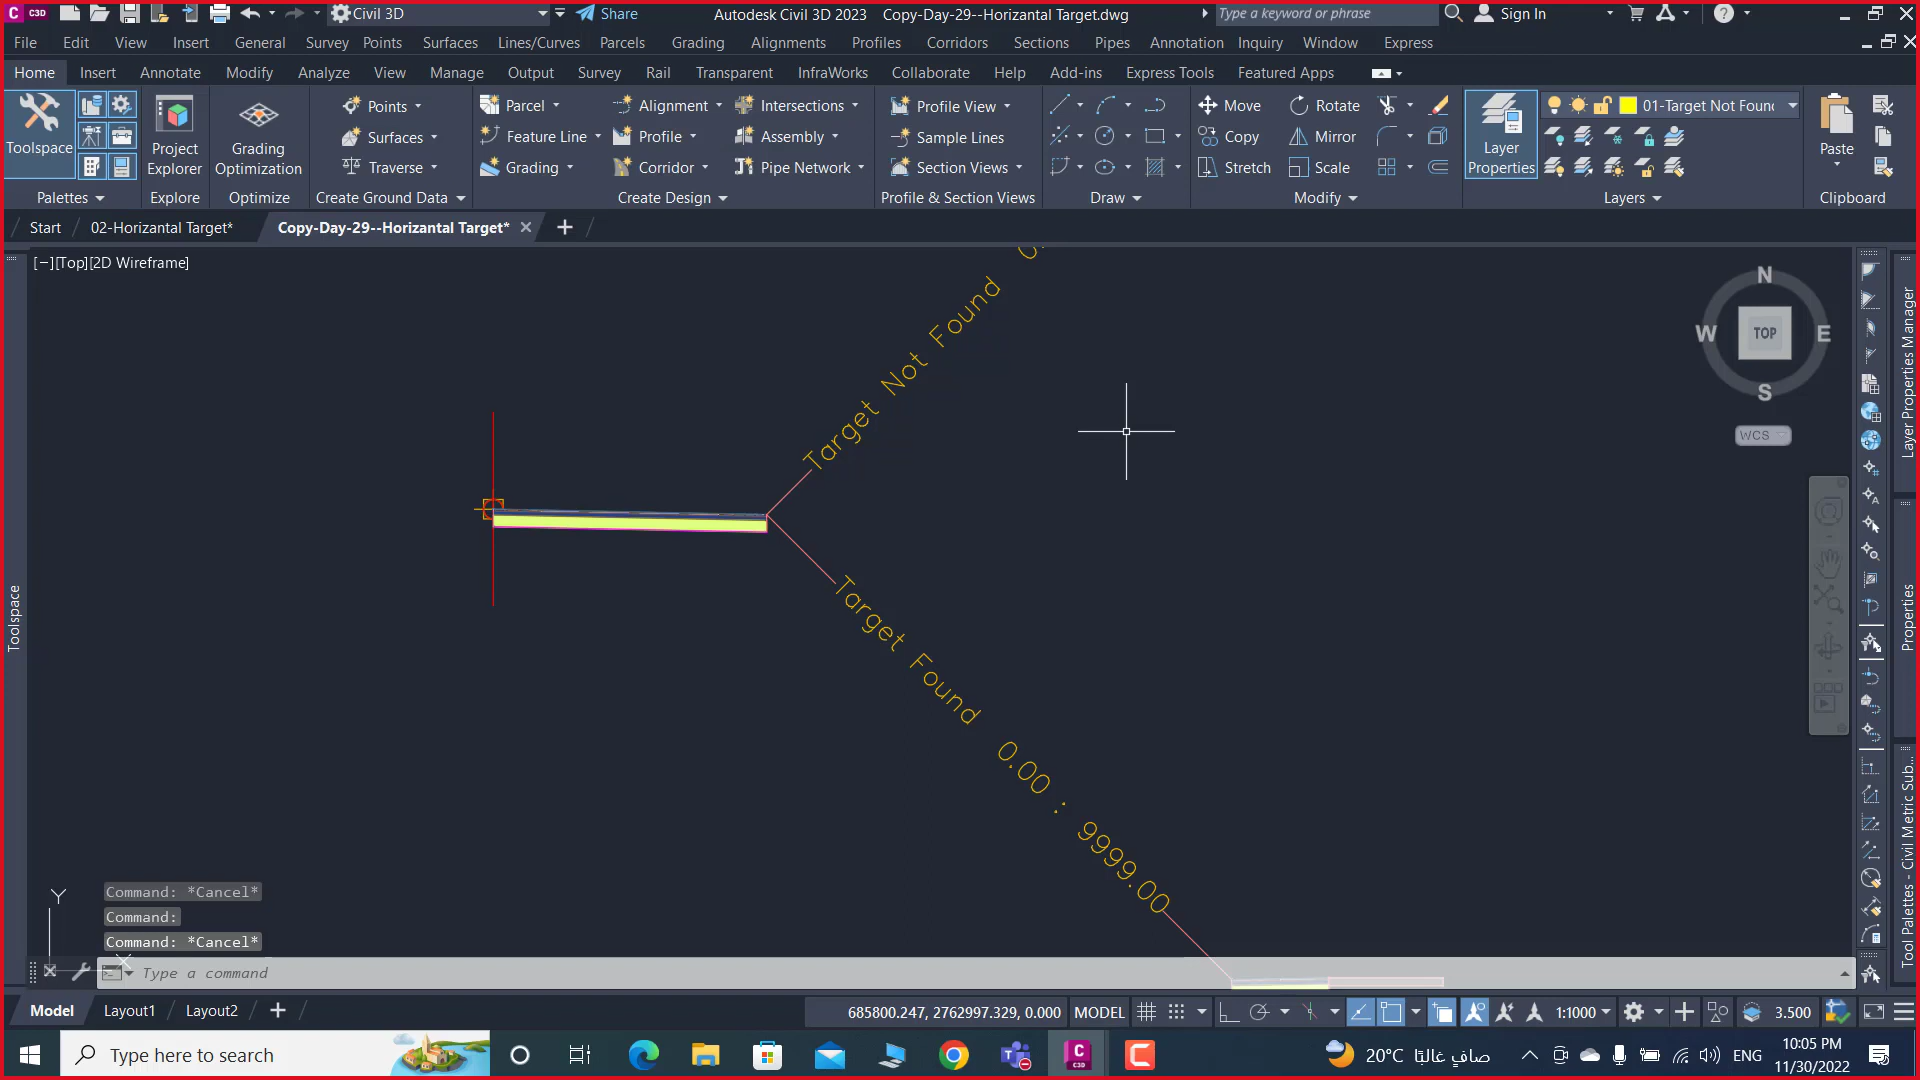 C3D Civil 3D Share Autodesk Civil 3D 2023 Copy-Day-29--Horizantal Target.dwg Type a keyword or phrase Sign In
File Edit View Insert General Survey Points Surfaces Lines/Curves Parcels Grading Alignments Profiles Corridors Sections Pipes Annotation Inquiry Window Express
Home Insert Annotate Modify Analyze View Manage Output Survey Rail Transparent InfraWorks Collaborate Help Add-ins Express Tools Featured Apps
Points Parcel Alignment Intersections Profile View Move Rotate 01-Target Not Found
Surfaces Feature Line Profile Assembly Sample Lines Copy Mirror
Toolspace Project Explorer Grading Optimization Layer Properties Paste
Traverse Grading Corridor Pipe Network Section Views Stretch Scale
Palettes Explore Optimize Create Ground Data Create Design Profile & Section Views Draw Modify Layers Clipboard
Start 02-Horizantal Target* Copy-Day-29--Horizantal Target*
[−][Top][2D Wireframe]
N
W TOP E
S
WCS
Target Not Found
Target Found 0.00 : 9999.00
Toolspace
Layer Properties Manager
Properties
Tool Palettes - Civil Metric Sub...
Y
X
Command: *Cancel*
Command:
Command: *Cancel*
Type a command
Model Layout1 Layout2 685800.247, 2762997.329, 0.000 MODEL 1:1000 3.500
Type here to search 20°C صافٍ غالبًا ENG 10:05 PM
11/30/2022